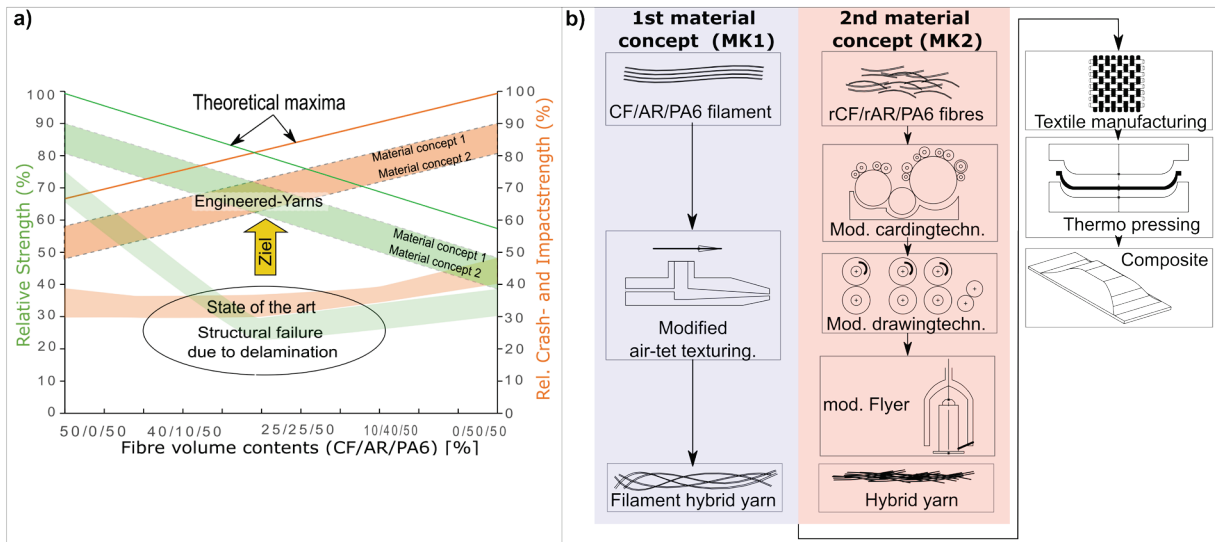 a)
Theoretical maxima
Relative Strength (%)
100
90
80
70
60
50
40
30
20
10
0
Rel. Crash- and Impactstrength (%)
100
90
80
70
60
50
40
30
20
10
0
Material concept 1
Material concept 2
Engineered-Yarns
Material concept 1
Material concept 2
Ziel
State of the art
Structural failure
due to delamination
50/0/50 40/10/50 25/25/50 10/40/50 0/50/50
Fibre volume contents (CF/AR/PA6) [%]
b)
1st material
concept (MK1)
CF/AR/PA6 filament
Modified
air-tet texturing.
Filament hybrid yarn
2nd material
concept (MK2)
rCF/rAR/PA6 fibres
Mod. cardingtechn.
Mod. drawingtechn.
mod. Flyer
Hybrid yarn
Textile manufacturing
Thermo pressing
Composite